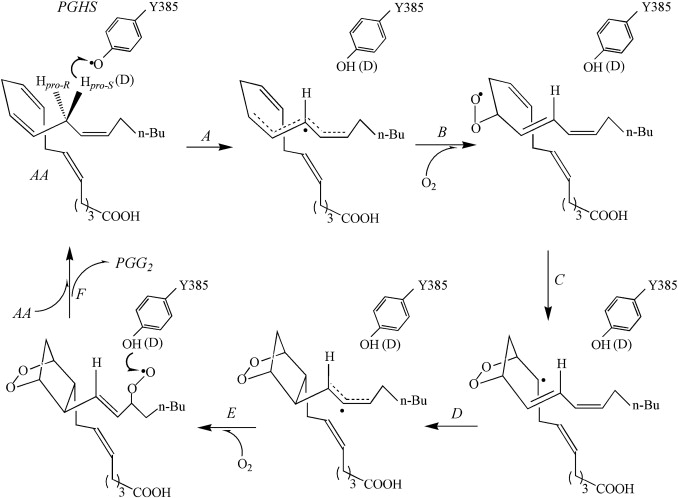 PGHS
Y385
•O
Hpro-R Hpro-S(D)
n-Bu
AA
( )3 COOH
A
Y385
OH (D)
H
n-Bu
( )3 COOH
B
O2
Y385
OH (D)
O•
O
H
n-Bu
( )3 COOH
C
Y385
OH (D)
O
O
H
n-Bu
( )3 COOH
D
Y385
OH (D)
O
O
H
n-Bu
( )3 COOH
E
O2
Y385
OH (D)
O
O
H
•O
O
n-Bu
( )3 COOH
F
AA
PGG2